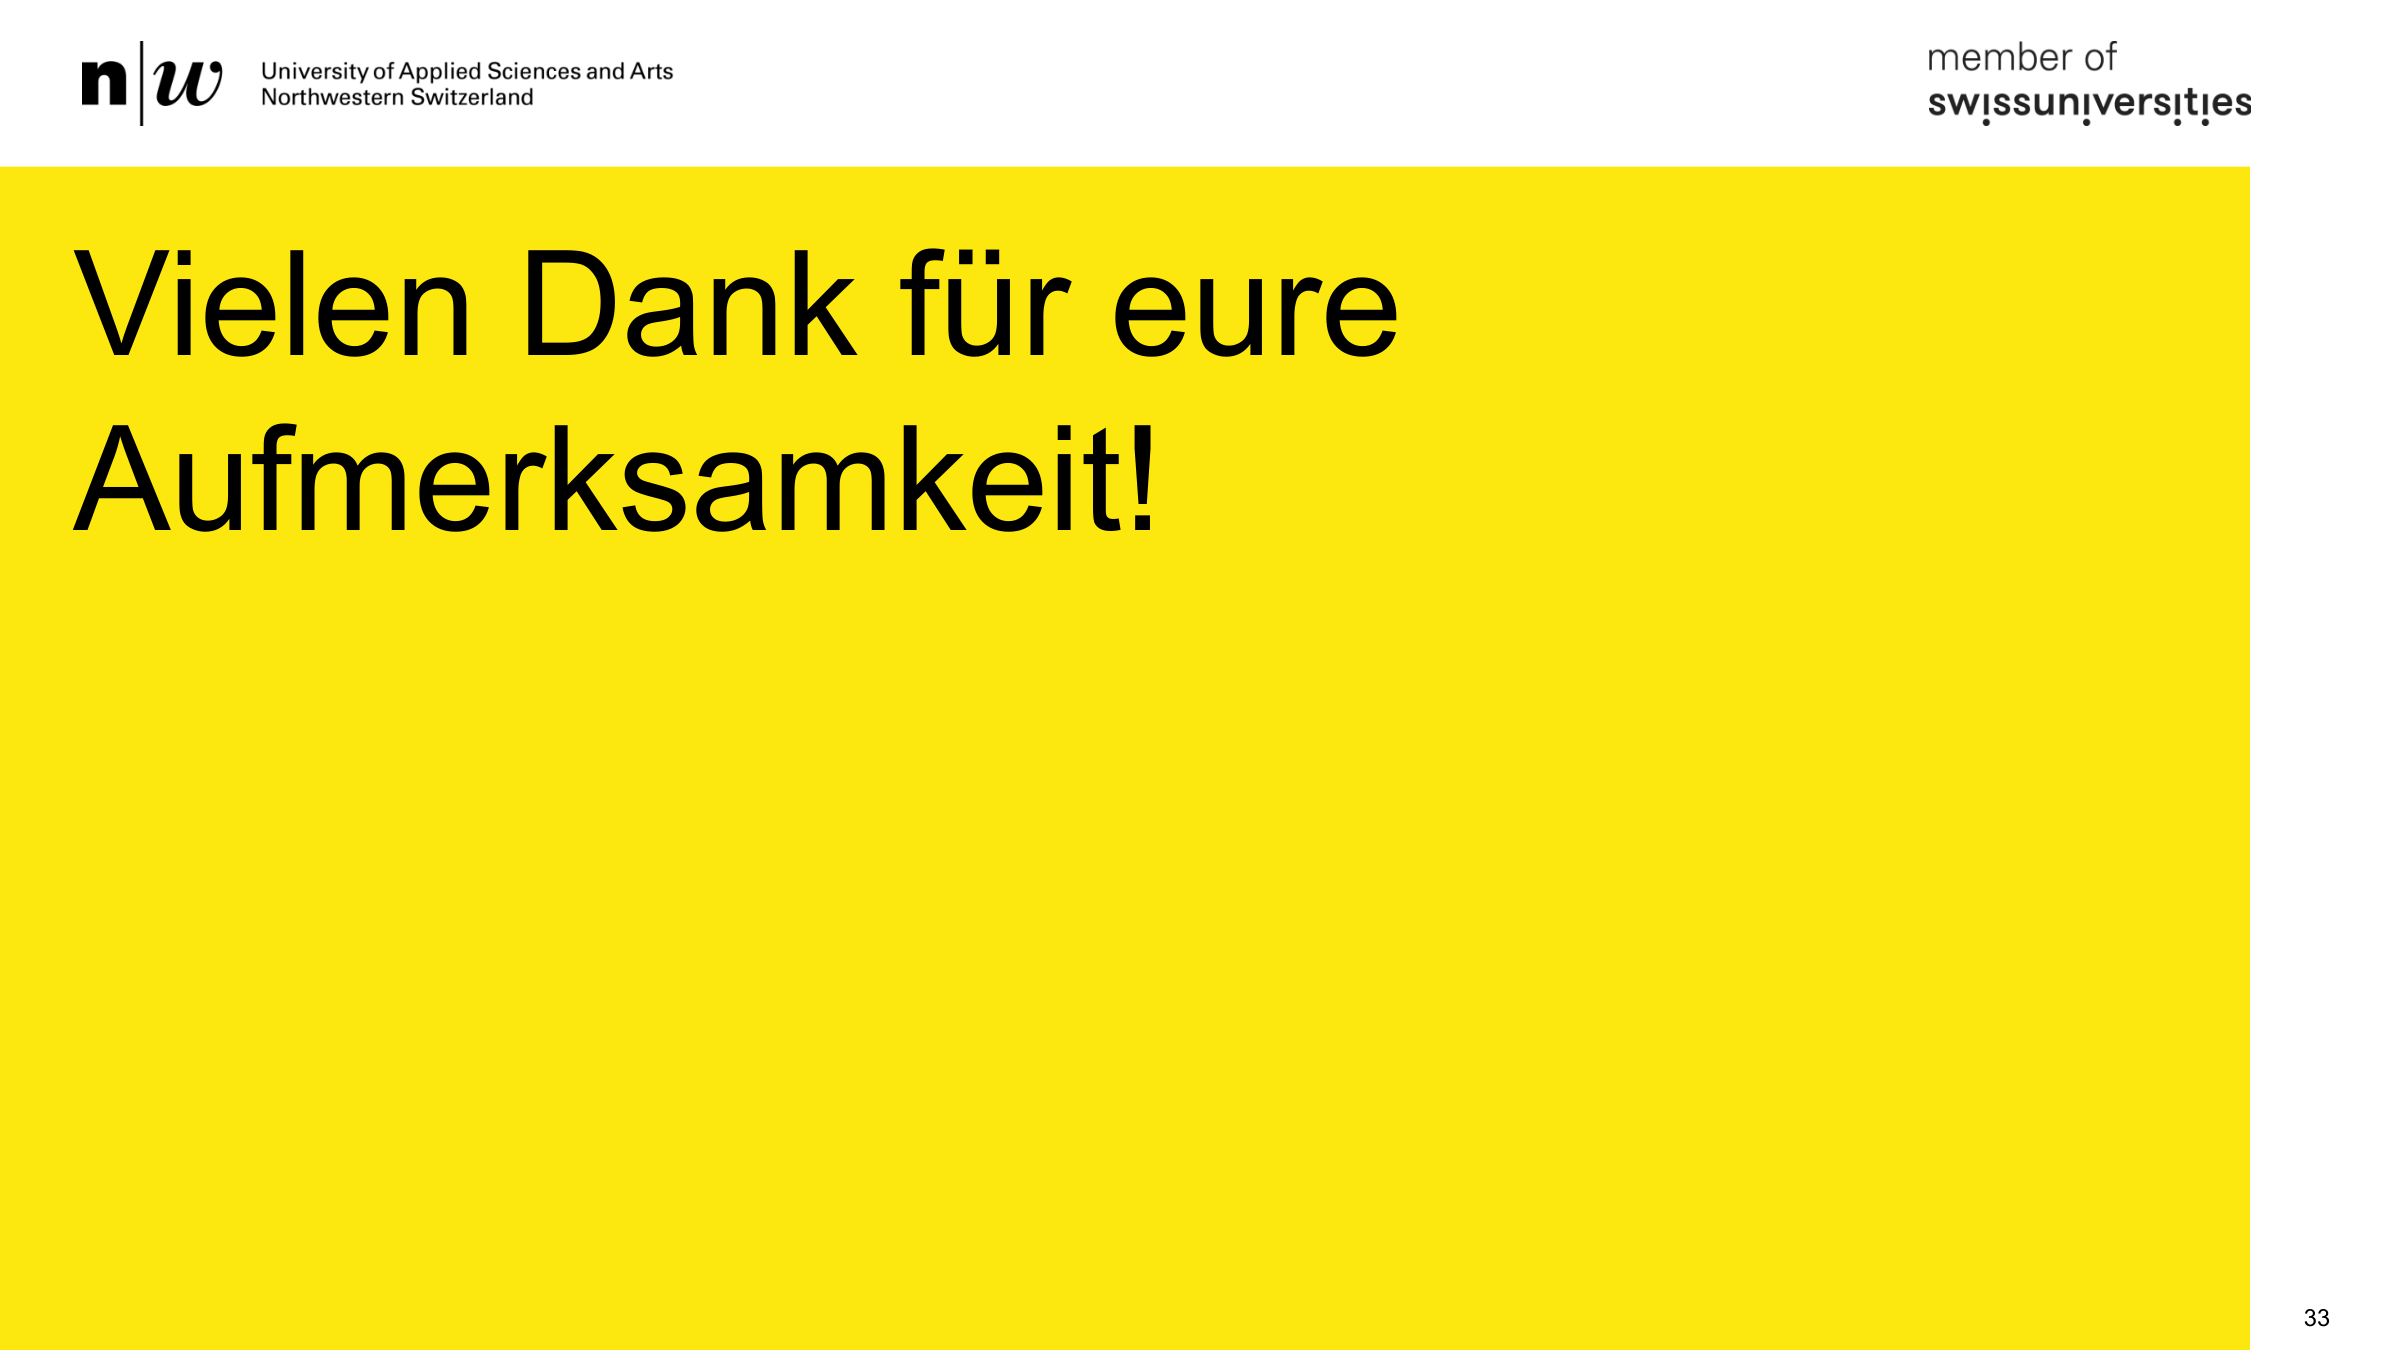 n|w University of Applied Sciences and Arts
Northwestern Switzerland
member of
swissuniversities
Vielen Dank für eure
Aufmerksamkeit!
33